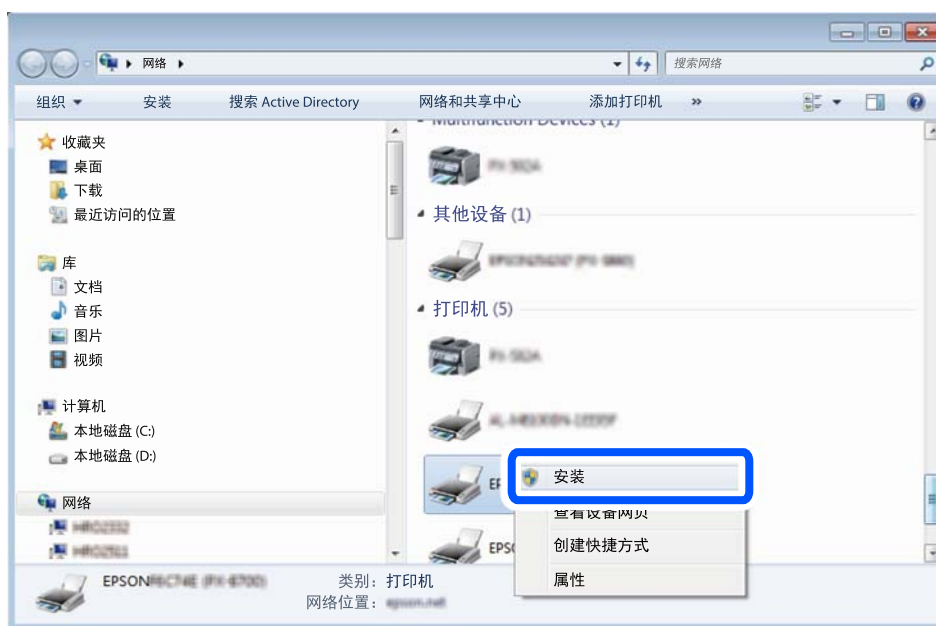 网络
搜索网络
组织 安装 搜索 Active Directory 网络和共享中心 添加打印机 »
收藏夹
桌面
下载
最近访问的位置
库
文档
音乐
图片
视频
计算机
本地磁盘 (C:)
本地磁盘 (D:)
网络
Multifunction Devices (1)
其他设备 (1)
打印机 (5)
安装
查看设备网页
创建快捷方式
属性
EPSON
类别： 打印机
网络位置：